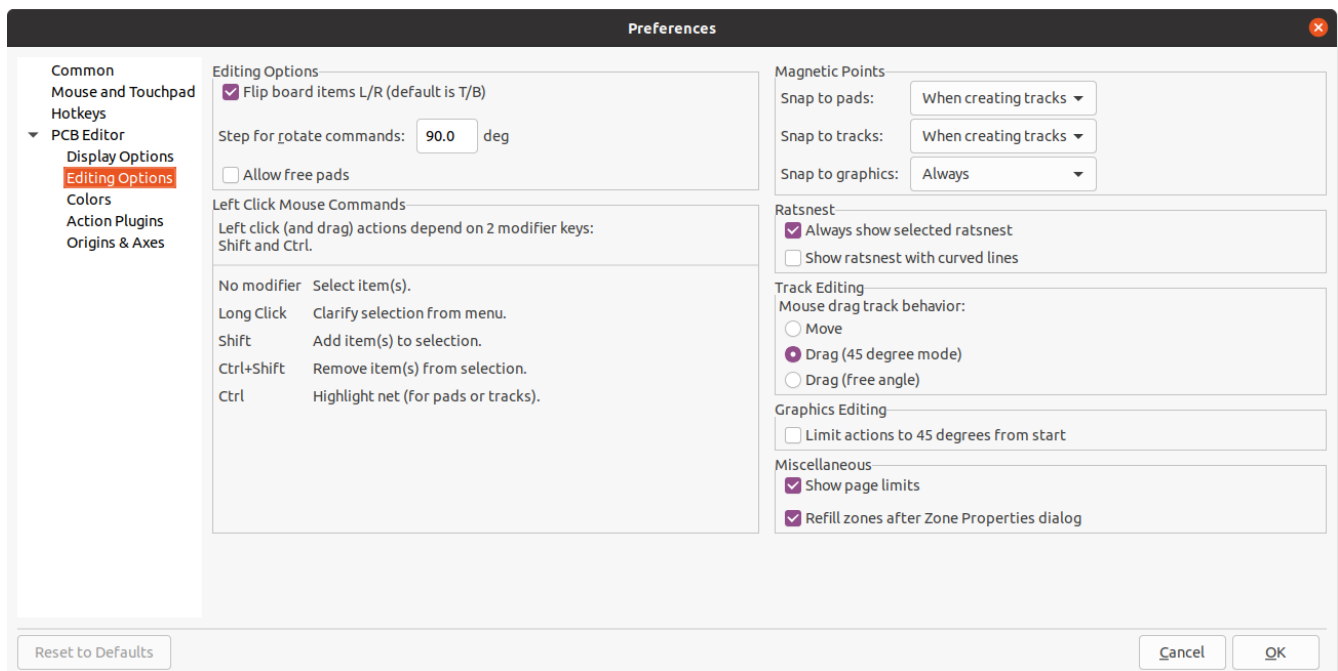 Preferences
Common
Mouse and Touchpad
Hotkeys
PCB Editor
Display Options
Editing Options
Colors
Action Plugins
Origins & Axes
Editing Options
Flip board items L/R (default is T/B)
Step for rotate commands: 90.0 deg
Allow free pads
Left Click Mouse Commands
Left click (and drag) actions depend on 2 modifier keys:
Shift and Ctrl.
No modifier Select item(s).
Long Click Clarify selection from menu.
Shift Add item(s) to selection.
Ctrl+Shift Remove item(s) from selection.
Ctrl Highlight net (for pads or tracks).
Magnetic Points
Snap to pads: When creating tracks
Snap to tracks: When creating tracks
Snap to graphics: Always
Ratsnest
Always show selected ratsnest
Show ratsnest with curved lines
Track Editing
Mouse drag track behavior:
Move
Drag (45 degree mode)
Drag (free angle)
Graphics Editing
Limit actions to 45 degrees from start
Miscellaneous
Show page limits
Refill zones after Zone Properties dialog
Reset to Defaults
Cancel
OK